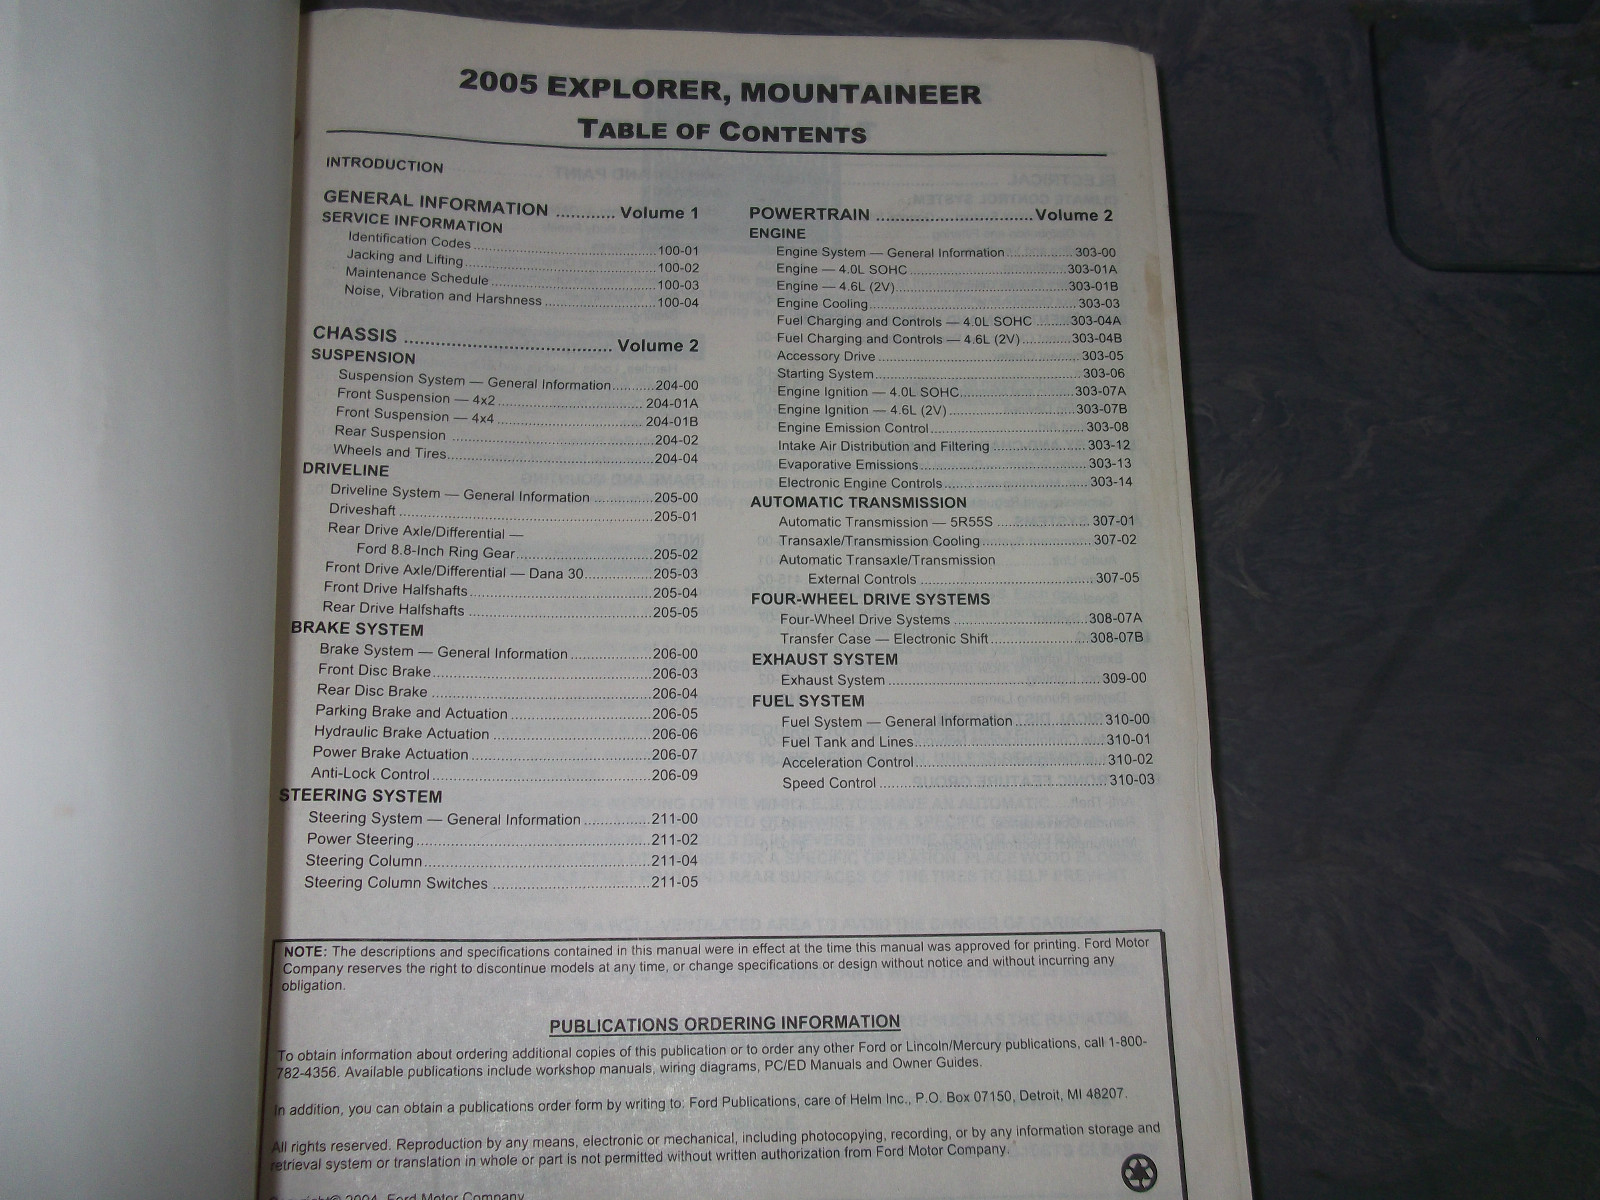 2005 EXPLORER, MOUNTAINEER
TABLE OF CONTENTS
INTRODUCTION
GENERAL INFORMATION ............ Volume 1
SERVICE INFORMATION
Identification Codes ............ 100-01
Jacking and Lifting ............ 100-02
Maintenance Schedule ............ 100-03
Noise, Vibration and Harshness ............ 100-04
CHASSIS ............ Volume 2
SUSPENSION
Suspension System — General Information ............ 204-00
Front Suspension — 4x2 ............ 204-01A
Front Suspension — 4x4 ............ 204-01B
Rear Suspension ............ 204-02
Wheels and Tires ............ 204-04
DRIVELINE
Driveline System — General Information ............ 205-00
Driveshaft ............ 205-01
Rear Drive Axle/Differential —
Ford 8.8-Inch Ring Gear ............ 205-02
Front Drive Axle/Differential — Dana 30 ............ 205-03
Front Drive Halfshafts ............ 205-04
Rear Drive Halfshafts ............ 205-05
BRAKE SYSTEM
Brake System — General Information ............ 206-00
Front Disc Brake ............ 206-03
Rear Disc Brake ............ 206-04
Parking Brake and Actuation ............ 206-05
Hydraulic Brake Actuation ............ 206-06
Power Brake Actuation ............ 206-07
Anti-Lock Control ............ 206-09
STEERING SYSTEM
Steering System — General Information ............ 211-00
Power Steering ............ 211-02
Steering Column ............ 211-04
Steering Column Switches ............ 211-05
POWERTRAIN ............ Volume 2
ENGINE
Engine System — General Information ............ 303-00
Engine — 4.0L SOHC ............ 303-01A
Engine — 4.6L (2V) ............ 303-01B
Engine Cooling ............ 303-03
Fuel Charging and Controls — 4.0L SOHC ............ 303-04A
Fuel Charging and Controls — 4.6L (2V) ............ 303-04B
Accessory Drive ............ 303-05
Starting System ............ 303-06
Engine Ignition — 4.0L SOHC ............ 303-07A
Engine Ignition — 4.6L (2V) ............ 303-07B
Engine Emission Control ............ 303-08
Intake Air Distribution and Filtering ............ 303-12
Evaporative Emissions ............ 303-13
Electronic Engine Controls ............ 303-14
AUTOMATIC TRANSMISSION
Automatic Transmission — 5R55S ............ 307-01
Transaxle/Transmission Cooling ............ 307-02
Automatic Transaxle/Transmission
External Controls ............ 307-05
FOUR-WHEEL DRIVE SYSTEMS
Four-Wheel Drive Systems ............ 308-07A
Transfer Case — Electronic Shift ............ 308-07B
EXHAUST SYSTEM
Exhaust System ............ 309-00
FUEL SYSTEM
Fuel System — General Information ............ 310-00
Fuel Tank and Lines ............ 310-01
Acceleration Control ............ 310-02
Speed Control ............ 310-03
NOTE: The descriptions and specifications contained in this manual were in effect at the time this manual was approved for printing. Ford Motor
Company reserves the right to discontinue models at any time, or change specifications or design without notice and without incurring any
obligation.
PUBLICATIONS ORDERING INFORMATION
To obtain information about ordering additional copies of this publication or to order any other Ford or Lincoln/Mercury publications, call 1-800-
782-4356. Available publications include workshop manuals, wiring diagrams, PC/ED Manuals and Owner Guides.
In addition, you can obtain a publications order form by writing to: Ford Publications, care of Helm Inc., P.O. Box 07150, Detroit, MI 48207.
All rights reserved. Reproduction by any means, electronic or mechanical, including photocopying, recording, or by any information storage and
retrieval system or translation in whole or part is not permitted without written authorization from Ford Motor Company.
Copyright© 2004, Ford Motor Company